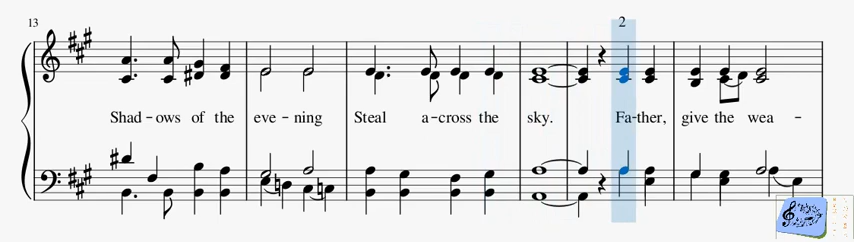 13
2
Shad-ows of the eve-ning Steal a-cross the sky. Fa-ther, give the wea-